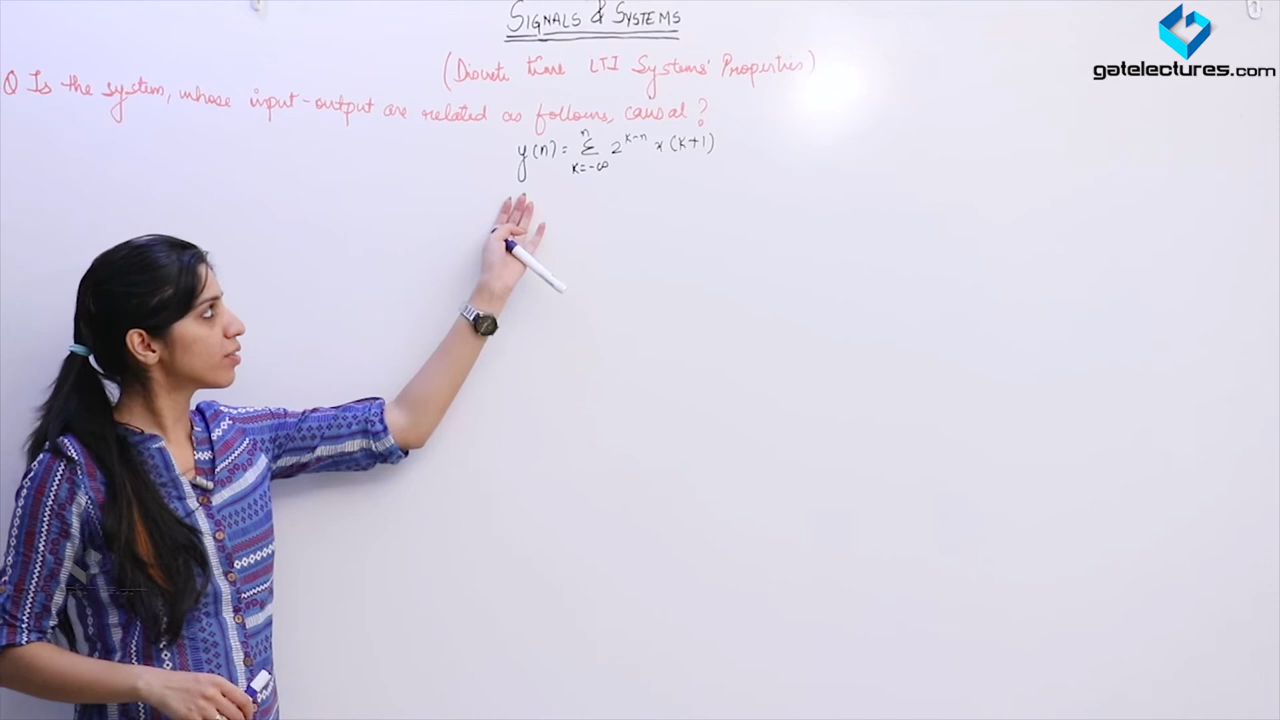 SIGNALS & SYSTEMS
(Discrete time LTI Systems' Properties)
Q Is the system, whose input-output are related as follows, causal?
y(n) = Σ 2^{k-n} x(k+1)
n
k=-∞
gatelectures.com